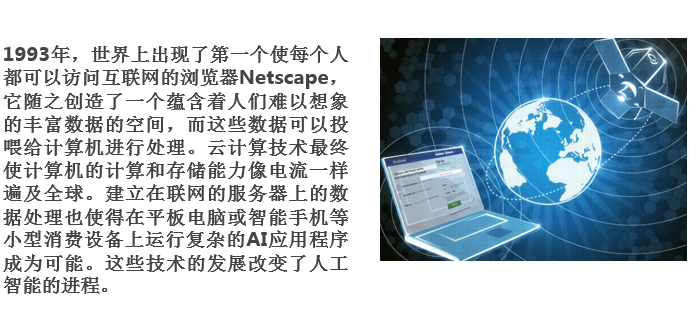 1993年，世界上出现了第一个使每个人
都可以访问互联网的浏览器Netscape，
它随之创造了一个蕴含着人们难以想象
的丰富数据的空间，而这些数据可以投
喂给计算机进行处理。云计算技术最终
使计算机的计算和存储能力像电流一样
遍及全球。建立在联网的服务器上的数
据处理也使得在平板电脑或智能手机等
小型消费设备上运行复杂的AI应用程序
成为可能。这些技术的发展改变了人工
智能的进程。